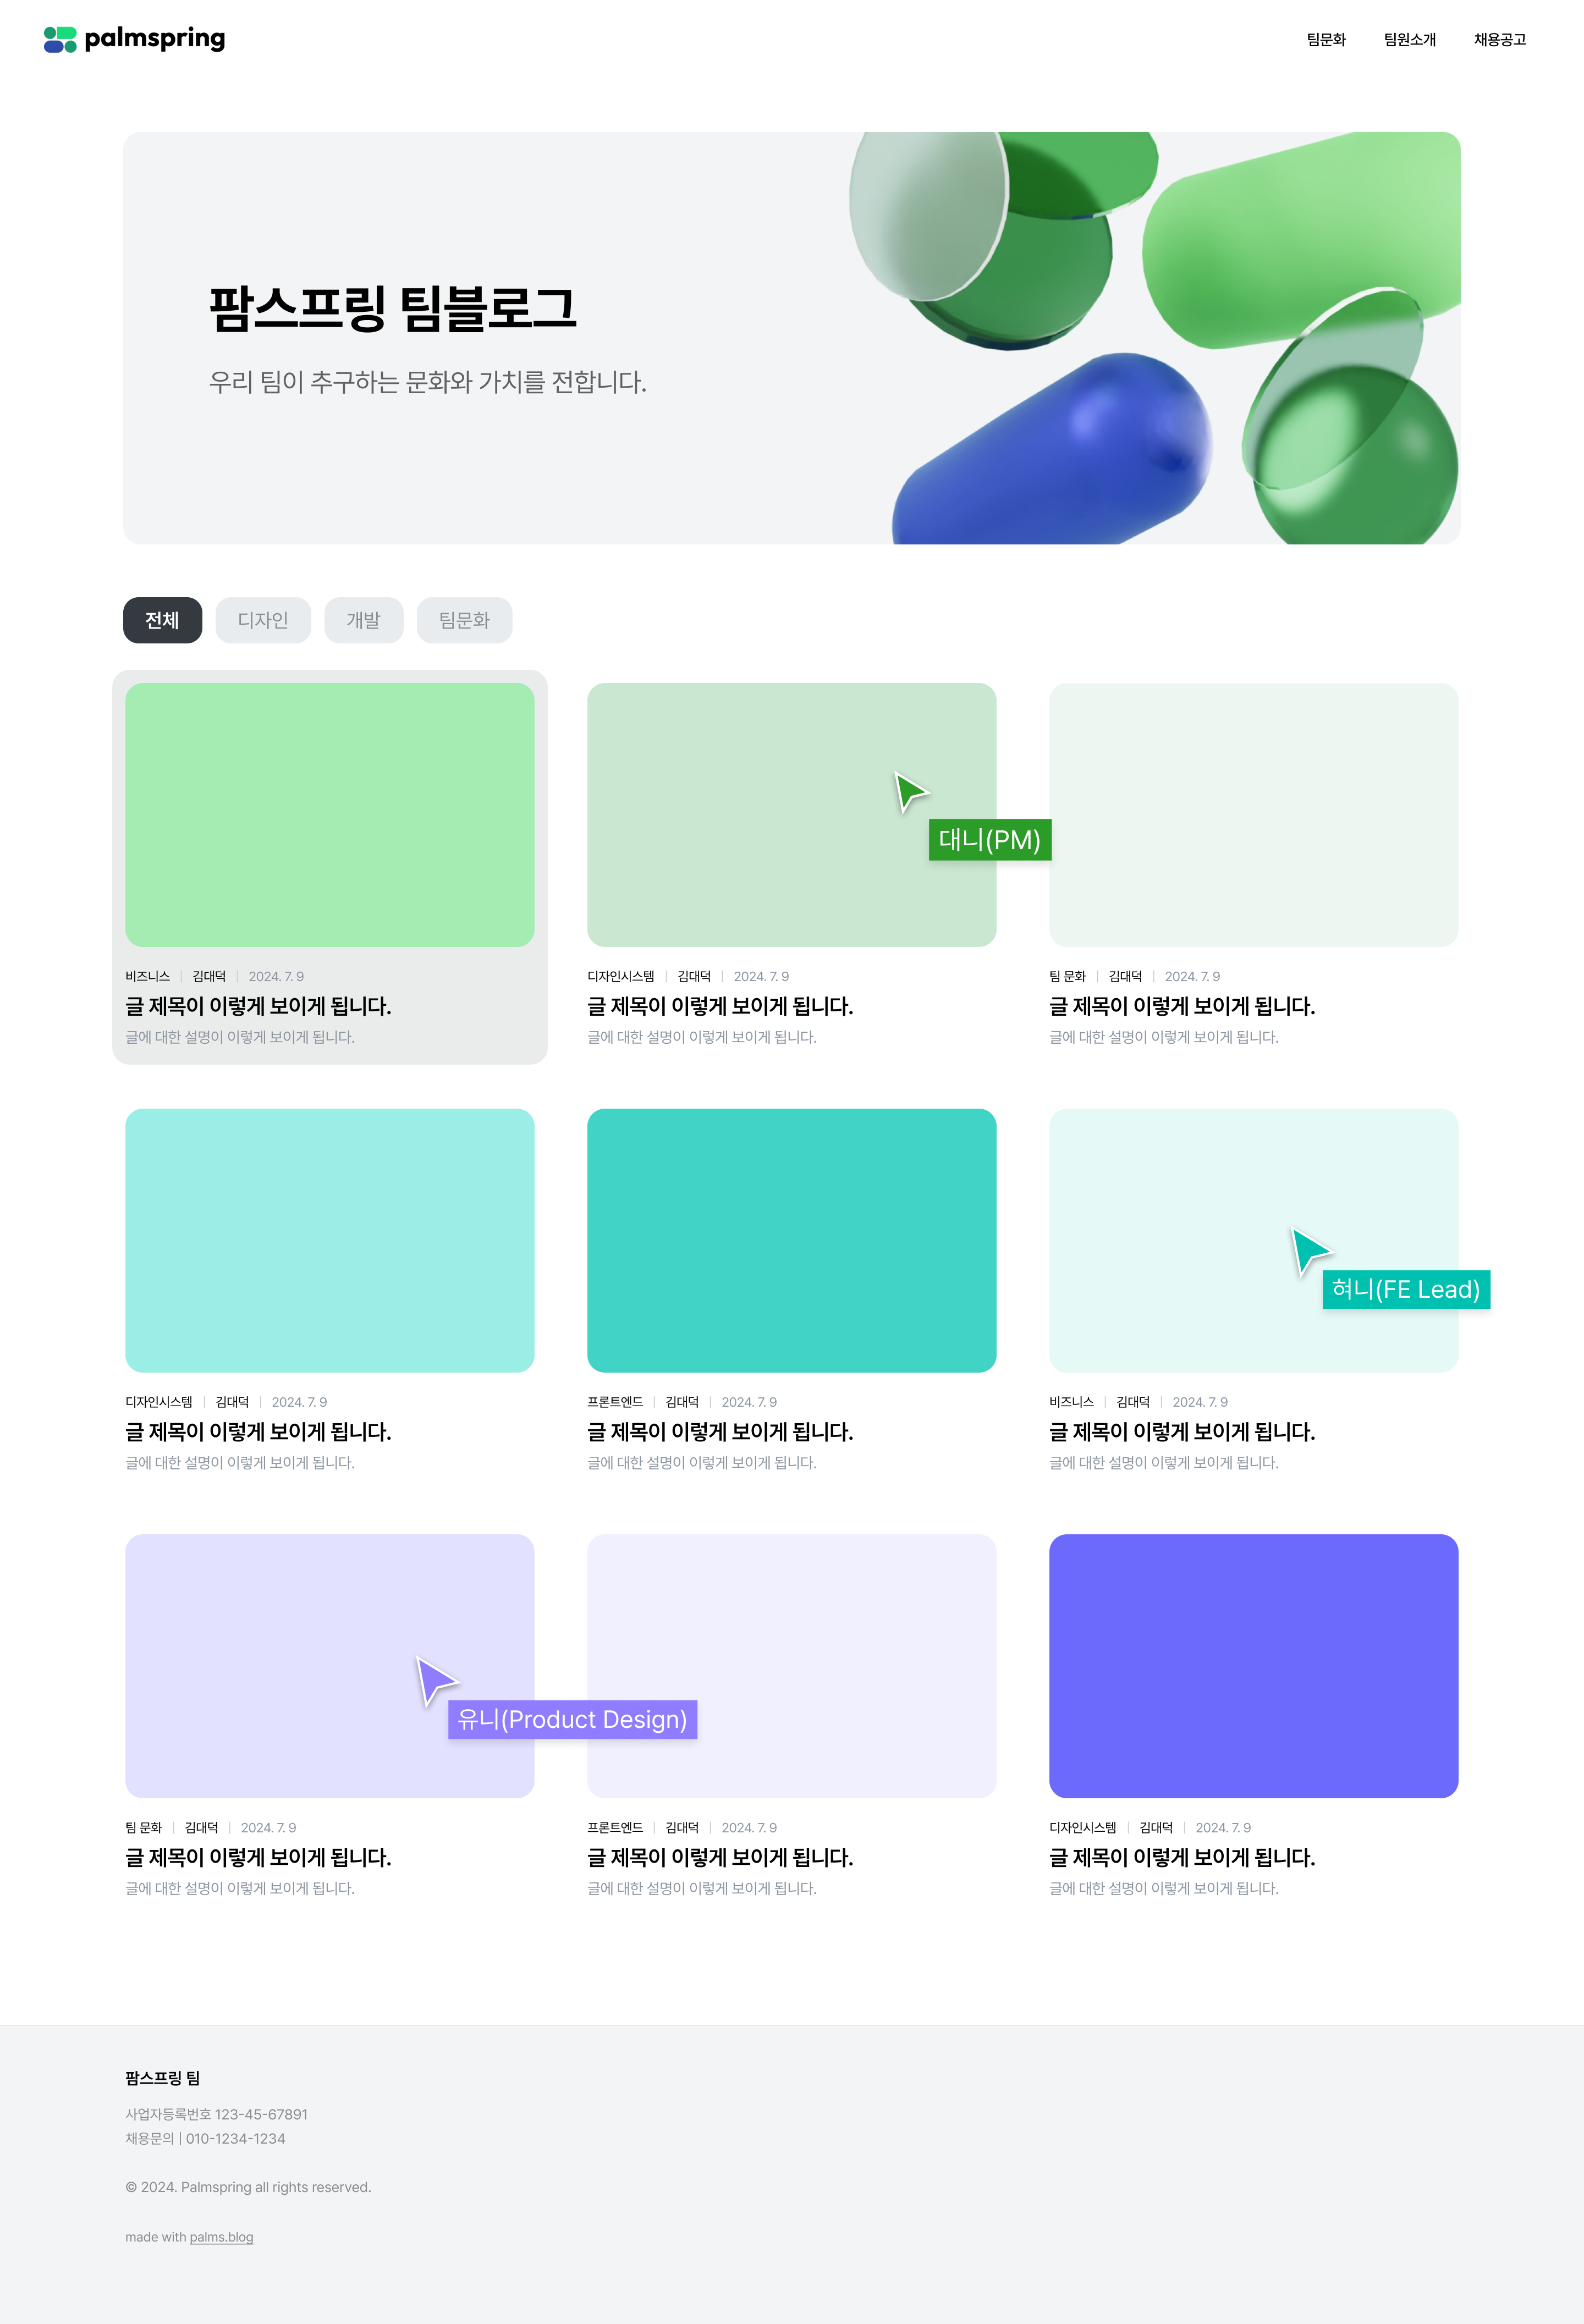 palmspring
팀문화 팀원소개 채용공고
팜스프링 팀블로그
우리 팀이 추구하는 문화와 가치를 전합니다.
전체 디자인 개발 팀문화
대니(PM)
비즈니스 | 김대덕 | 2024. 7. 9
글 제목이 이렇게 보이게 됩니다.
글에 대한 설명이 이렇게 보이게 됩니다.
디자인시스템 | 김대덕 | 2024. 7. 9
글 제목이 이렇게 보이게 됩니다.
글에 대한 설명이 이렇게 보이게 됩니다.
팀 문화 | 김대덕 | 2024. 7. 9
글 제목이 이렇게 보이게 됩니다.
글에 대한 설명이 이렇게 보이게 됩니다.
혀니(FE Lead)
디자인시스템 | 김대덕 | 2024. 7. 9
글 제목이 이렇게 보이게 됩니다.
글에 대한 설명이 이렇게 보이게 됩니다.
프론트엔드 | 김대덕 | 2024. 7. 9
글 제목이 이렇게 보이게 됩니다.
글에 대한 설명이 이렇게 보이게 됩니다.
비즈니스 | 김대덕 | 2024. 7. 9
글 제목이 이렇게 보이게 됩니다.
글에 대한 설명이 이렇게 보이게 됩니다.
유니(Product Design)
팀 문화 | 김대덕 | 2024. 7. 9
글 제목이 이렇게 보이게 됩니다.
글에 대한 설명이 이렇게 보이게 됩니다.
프론트엔드 | 김대덕 | 2024. 7. 9
글 제목이 이렇게 보이게 됩니다.
글에 대한 설명이 이렇게 보이게 됩니다.
디자인시스템 | 김대덕 | 2024. 7. 9
글 제목이 이렇게 보이게 됩니다.
글에 대한 설명이 이렇게 보이게 됩니다.
팜스프링 팀
사업자등록번호 123-45-67891
채용문의 | 010-1234-1234
© 2024. Palmspring all rights reserved.
made with palms.blog